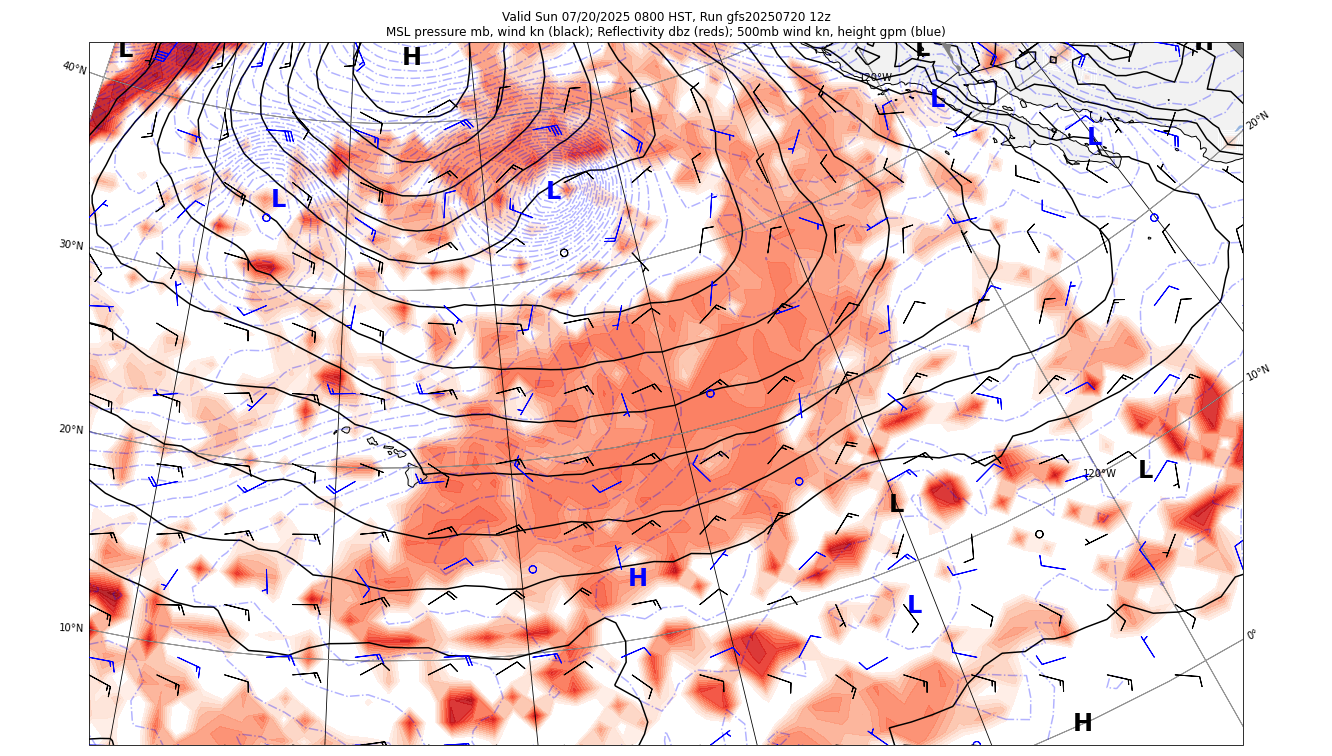 Valid Sun 07/20/2025 0800 HST, Run gfs20250720 12z
MSL pressure mb, wind kn (black); Reflectivity dbz (reds); 500mb wind kn, height gpm (blue)
L
H
L
H
40°N
120°W
L
20°N
L
L
L
30°N
10°N
20°N
120°W
L
L
H
L
10°N
0°
H